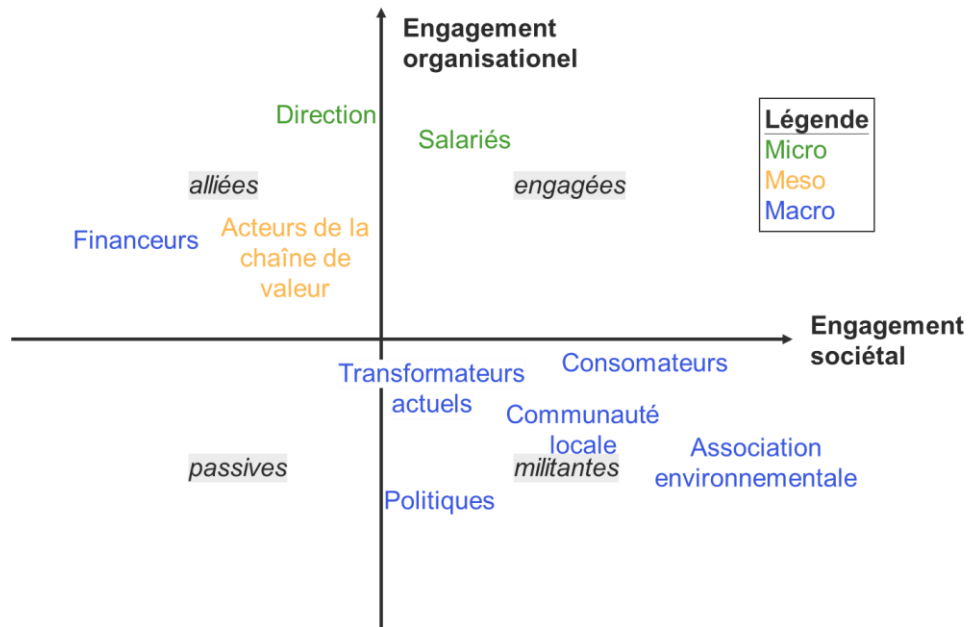 Engagement
organisationel
Direction
Salariés
Légende
Micro
Meso
Macro
alliées
engagées
Financeurs
Acteurs de la
chaîne de
valeur
Engagement
sociétal
Transformateurs
actuels
Consomateurs
Communauté
locale
Association
environnementale
passives
militantes
Politiques